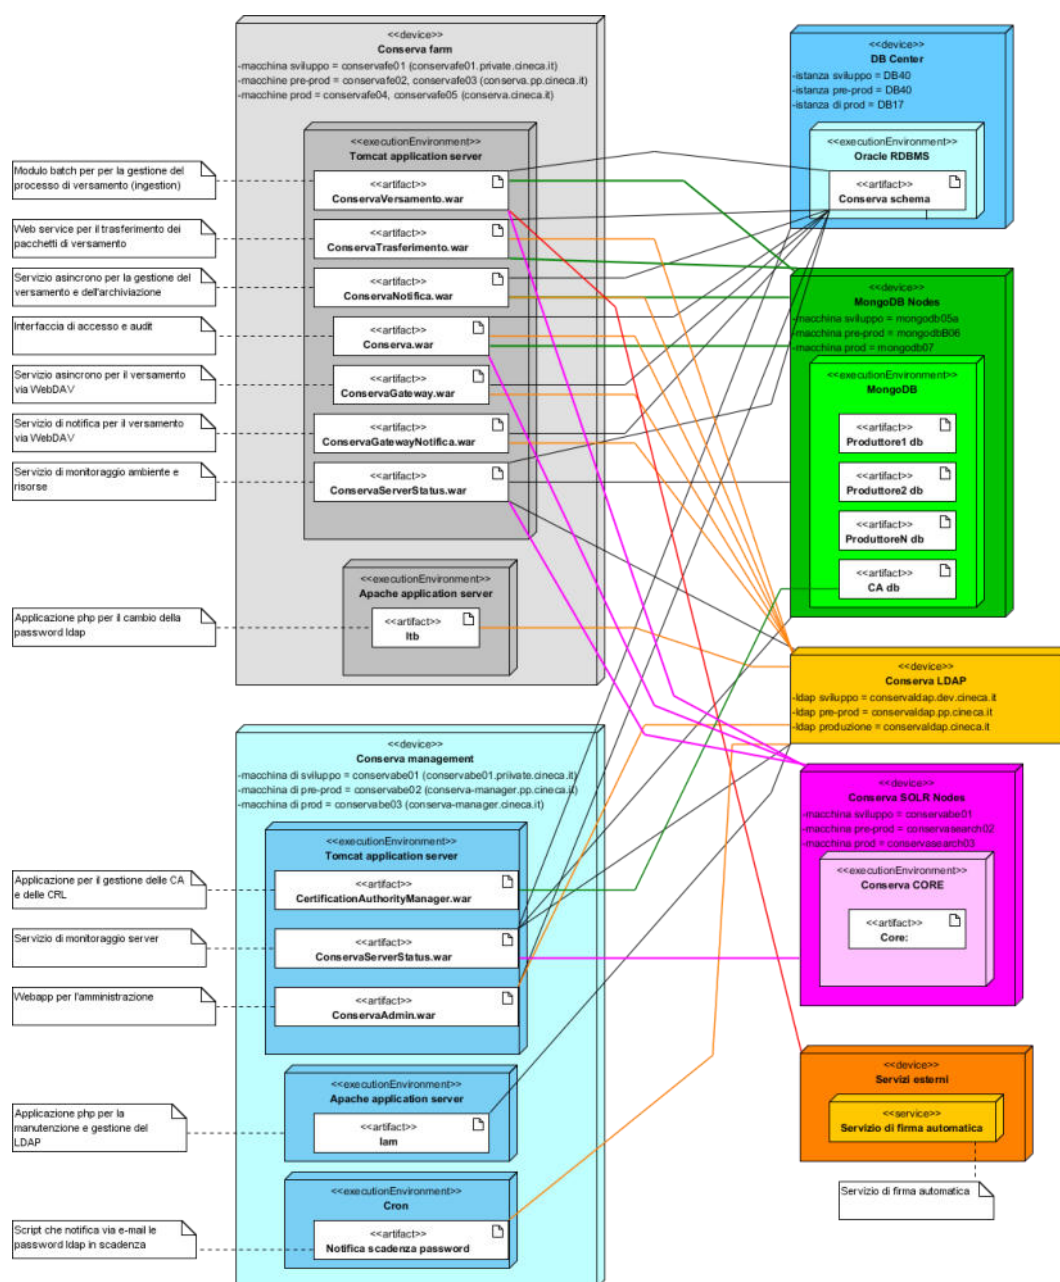 <<device>>
Conserva farm
-macchina sviluppo = conservafe01 (conservafe01.private.cineca.it)
-macchine pre-prod = conservafe02, conservafe03 (conserva.pp.cineca.it)
-macchine prod = conservafe04, conservafe05 (conserva.cineca.it)
<<executionEnvironment>>
Tomcat application server
<<artifact>>
ConservaVersamento.war
<<artifact>>
ConservaTrasferimento.war
<<artifact>>
ConservaNotifica.war
<<artifact>>
Conserva.war
<<artifact>>
ConservaGateway.war
<<artifact>>
ConservaGatewayNotifica.war
<<artifact>>
ConservaServerStatus.war
<<executionEnvironment>>
Apache application server
<<artifact>>
ltb
Modulo batch per per la gestione del
processo di versamento (ingestion)
Web service per il trasferimento dei
pacchetti di versamento
Servizio asincrono per la gestione del
versamento e dell'archiviazione
Interfaccia di accesso e audit
Servizio asincrono per il versamento
via WebDAV
Servizio di notifica per il versamento
via WebDAV
Servizio di monitoraggio ambiente e
risorse
Applicazione php per il cambio della
password ldap
<<device>>
DB Center
-istanza sviluppo = DB40
-istanza pre-prod = DB40
-istanza di prod = DB17
<<executionEnvironment>>
Oracle RDBMS
<<artifact>>
Conserva schema
<<device>>
MongoDB Nodes
-macchina sviluppo = mongodb05a
-macchina pre-prod = mongodbB06
-macchina prod = mongodb07
<<executionEnvironment>>
MongoDB
<<artifact>>
Produttore1 db
<<artifact>>
Produttore2 db
<<artifact>>
ProduttoreN db
<<artifact>>
CA db
<<device>>
Conserva LDAP
-ldap sviluppo = conservaldap.dev.cineca.it
-ldap pre-prod = conservaldap.pp.cineca.it
-ldap produzione = conservaldap.cineca.it
<<device>>
Conserva management
-macchina di sviluppo = conservabe01 (conservabe01.priivate.cineca.it)
-macchina di pre-prod = conservabe02 (conserva-manager.pp.cineca.it)
-macchina di prod = conservabe03 (conserva-manager.cineca.it)
<<executionEnvironment>>
Tomcat application server
<<artifact>>
CertificationAuthorityManager.war
<<artifact>>
ConservaServerStatus.war
<<artifact>>
ConservaAdmin.war
<<executionEnvironment>>
Apache application server
<<artifact>>
lam
<<executionEnvironment>>
Cron
<<artifact>>
Notifica scadenza password
Applicazione per il gestione delle CA
e delle CRL
Servizio di monitoraggio server
Webapp per l'amministrazione
Applicazione php per la
manutenzione e gestione del
LDAP
Script che notifica via e-mail le
password ldap in scadenza
<<device>>
Conserva SOLR Nodes
-macchina sviluppo = conservabe01
-macchina pre-prod = conservasearch02
-macchina prod = conservasearch03
<<executionEnvironment>>
Conserva CORE
<<artifact>>
Core:
<<device>>
Servizi esterni
<<service>>
Servizio di firma automatica
Servizio di firma automatica